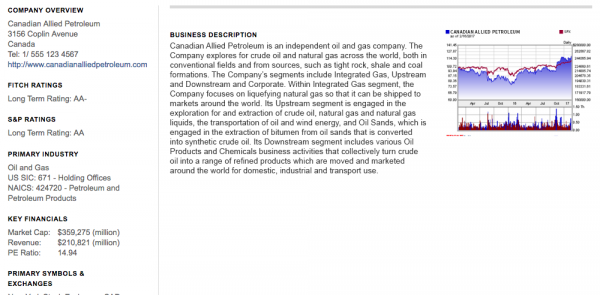 COMPANY OVERVIEW
Canadian Allied Petroleum
3156 Coplin Avenue
Canada
Tel: 1/ 555 123 4567
http://www.canadianalliedpetroleum.com
FITCH RATINGS
Long Term Rating: AA-
S&P RATINGS
Long Term Rating: AA
PRIMARY INDUSTRY
Oil and Gas
US SIC: 671 - Holding Offices
NAICS: 424720 - Petroleum and
Petroleum Products
KEY FINANCIALS
Market Cap: $359,275 (million)
Revenue: $210,821 (million)
PE Ratio: 14.94
PRIMARY SYMBOLS &
EXCHANGES
BUSINESS DESCRIPTION
Canadian Allied Petroleum is an independent oil and gas company. The
Company explores for crude oil and natural gas across the world, both in
conventional fields and from sources, such as tight rock, shale and coal
formations. The Company's segments include Integrated Gas, Upstream
and Downstream and Corporate. Within Integrated Gas segment, the
Company focuses on liquefying natural gas so that it can be shipped to
markets around the world. Its Upstream segment is engaged in the
exploration for and extraction of crude oil, natural gas and natural gas
liquids, the transportation of oil and wind energy, and Oil Sands, which is
engaged in the extraction of bitumen from oil sands that is converted
into synthetic crude oil. Its Downstream segment includes various Oil
Products and Chemicals business activities that collectively turn crude
oil into a range of refined products which are moved and marketed
around the world for domestic, industrial and transport use.
CANADIAN ALLIED PETROLEUM
Daily
Apr Jul Oct 16 Apr Jul Oct 17
Apr Jul Oct 16 Apr Jul Oct 17